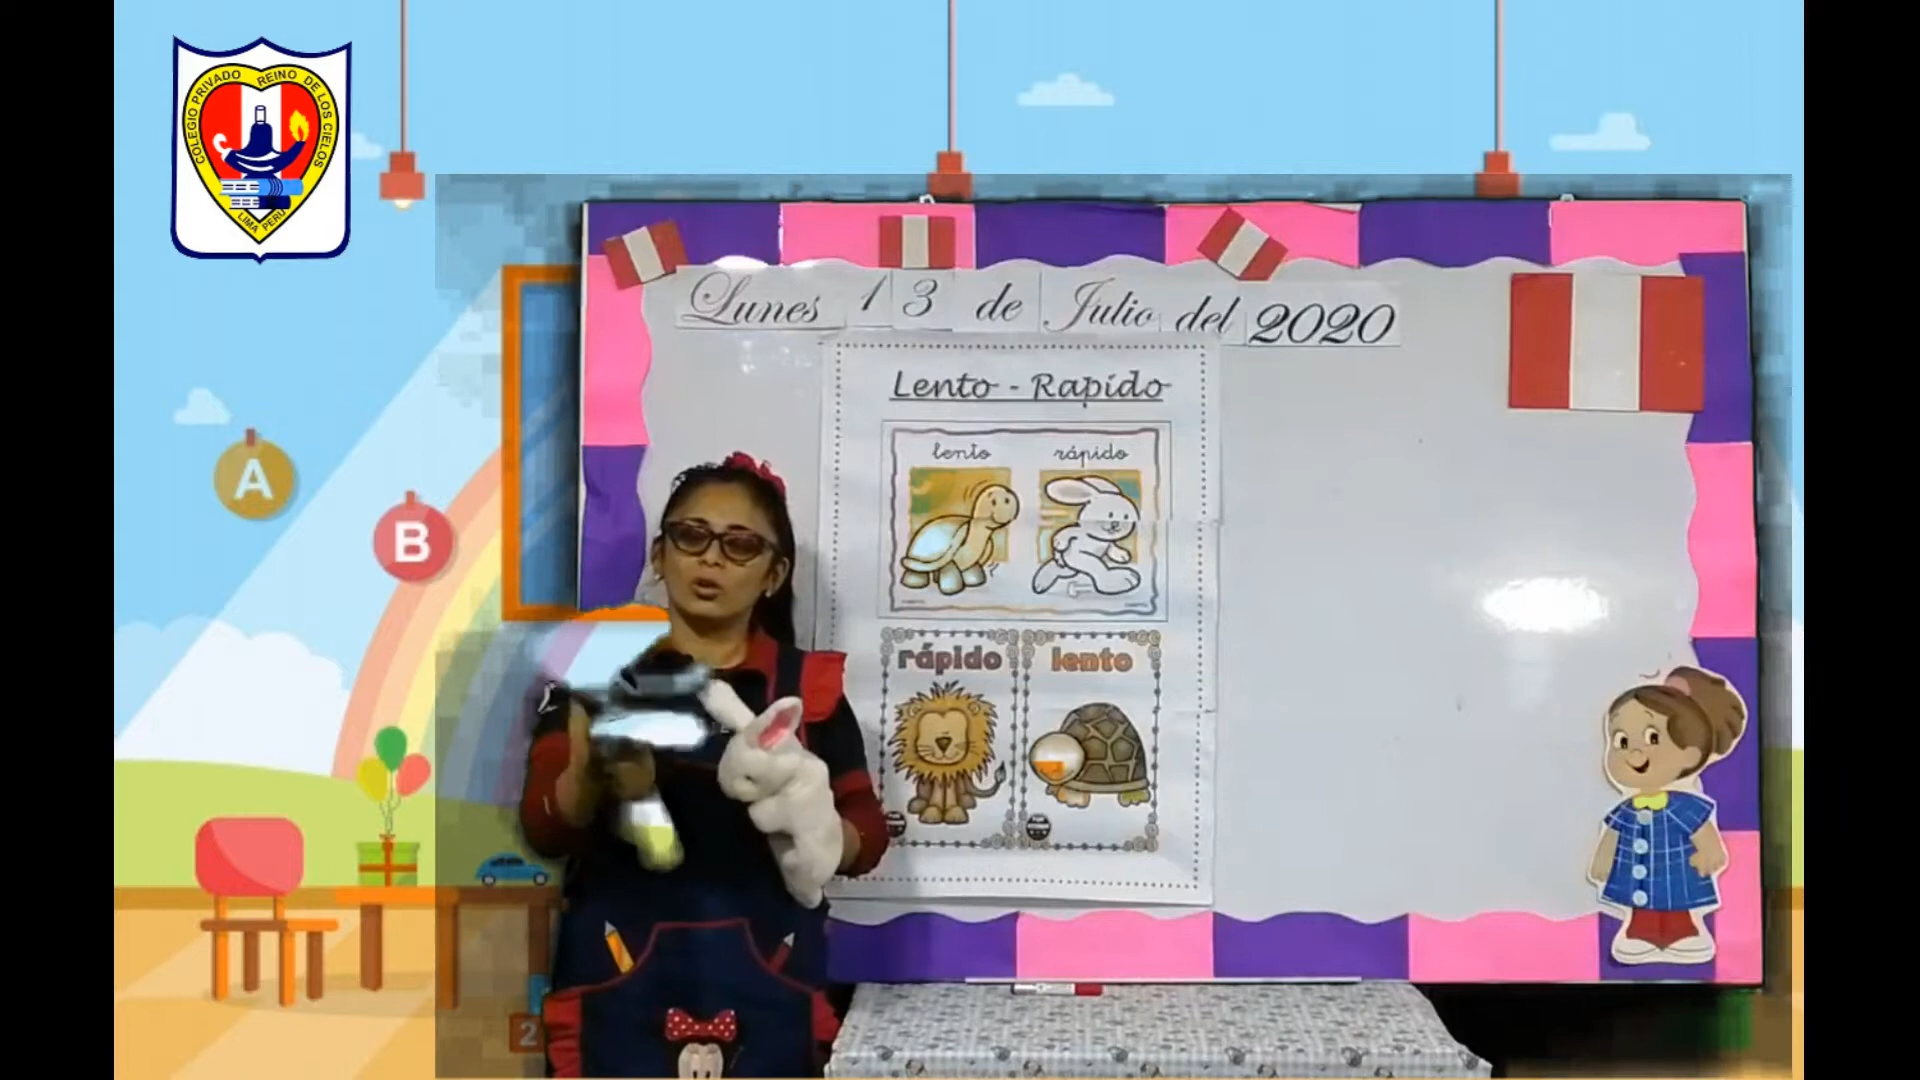 COLEGIO PRIVADO REINO DE LOS CIELOS
LIMA PERÚ
Lunes 13 de Julio del 2020
Lento - Rapido
lento rápido
rápido lento
A
B
2